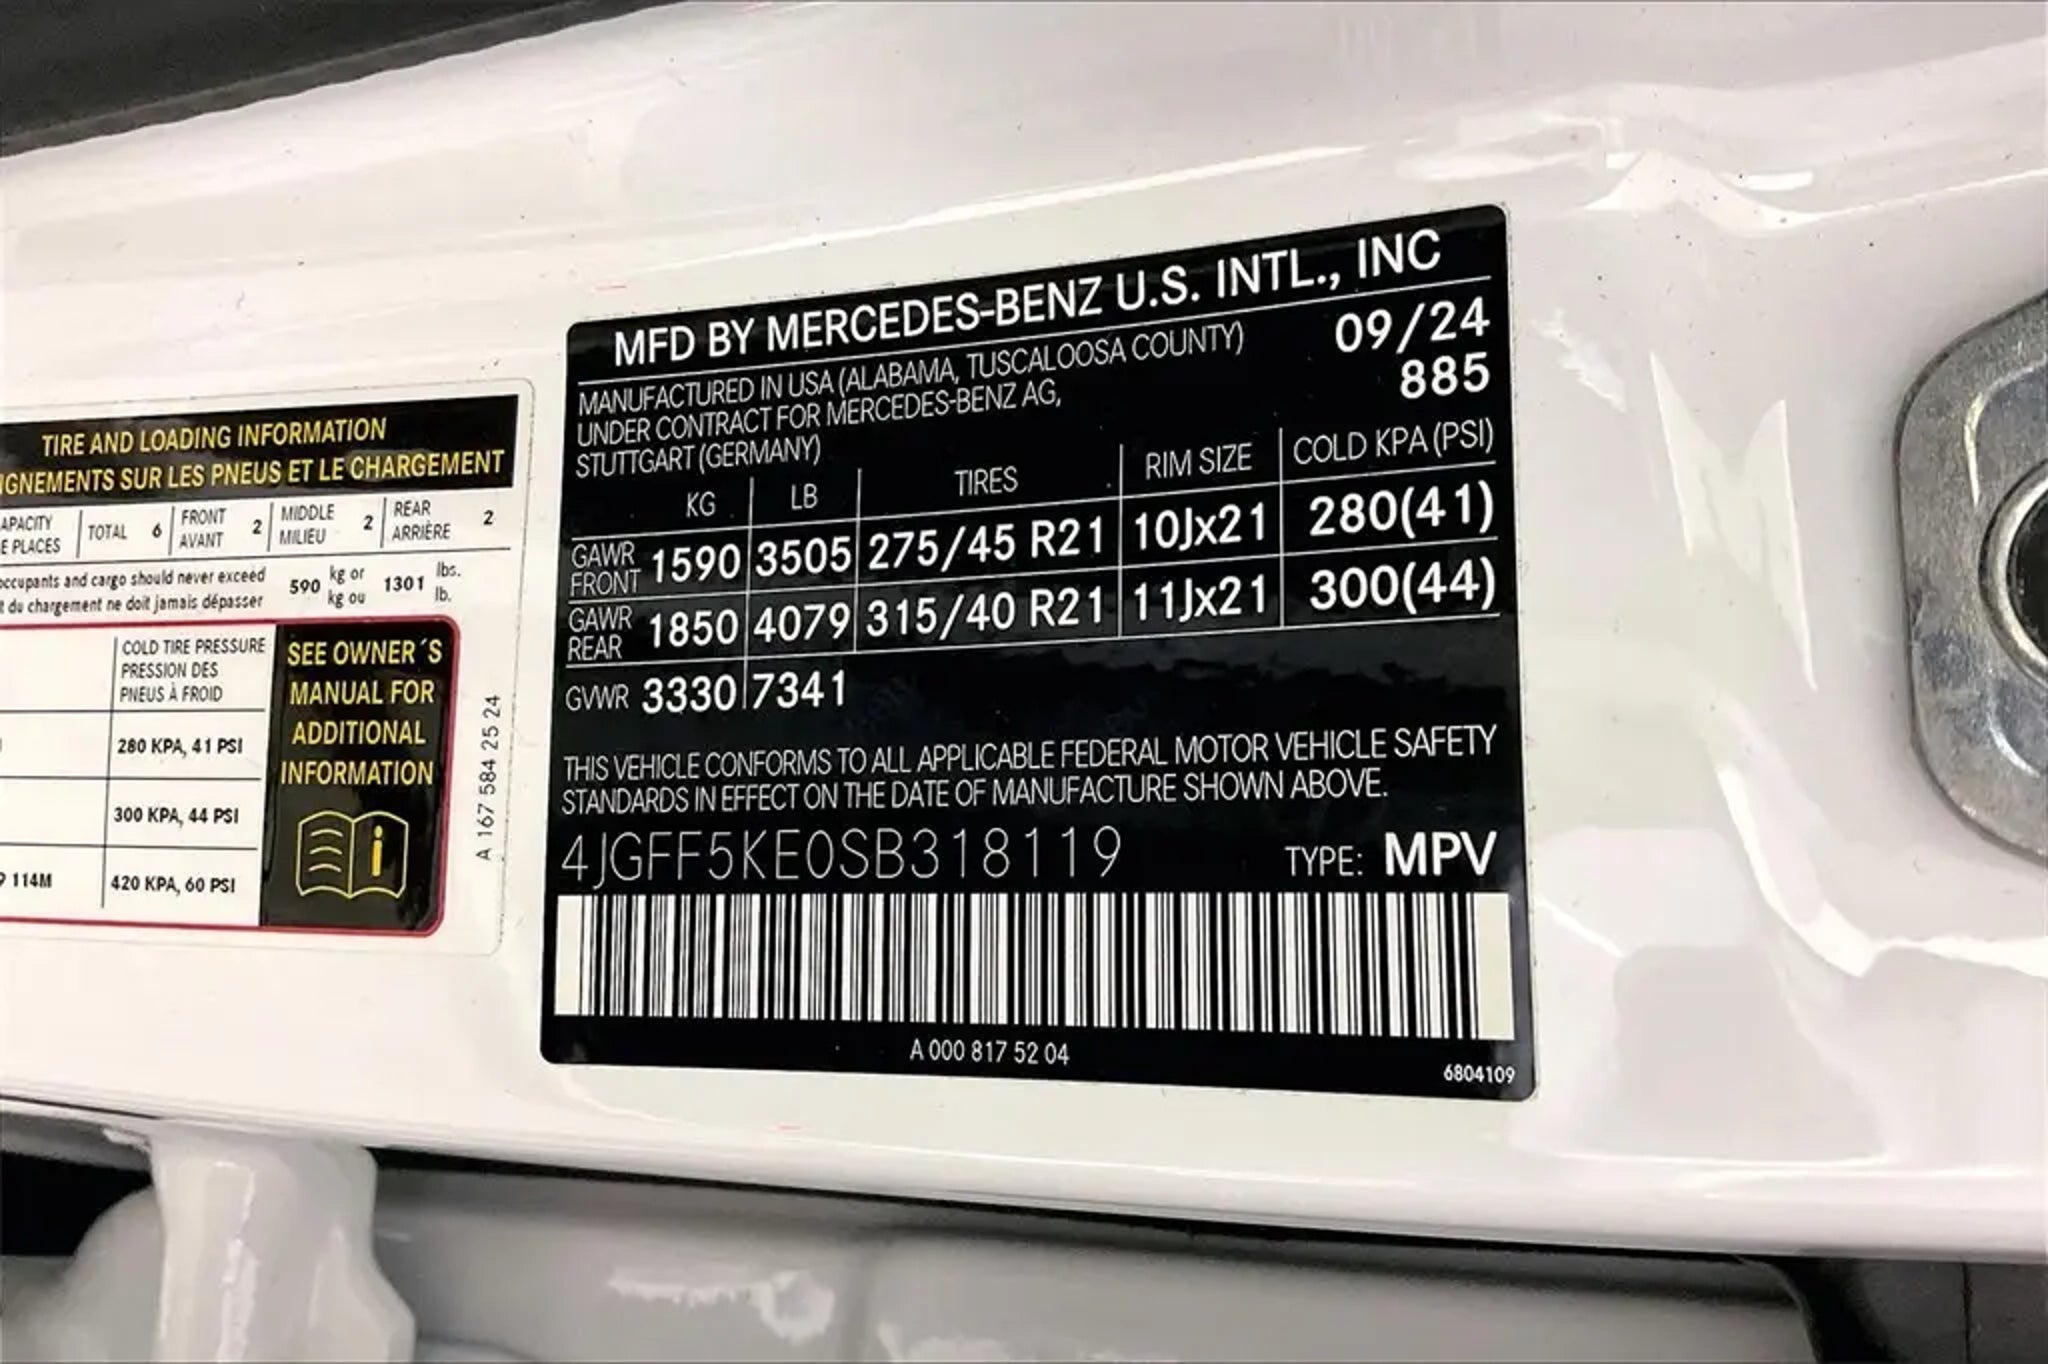 TIRE AND LOADING INFORMATION
IGNEMENTS SUR LES PNEUS ET LE CHARGEMENT
APACITY TOTAL 6 FRONT 2 MIDDLE 2 REAR 2
E PLACES AVANT MILIEU ARRIÈRE
occupants and cargo should never exceed 590 kg or 1301 lbs.
t du chargement ne doit jamais dépasser kg ou lb.
COLD TIRE PRESSURE
PRESSION DES
PNEUS À FROID
280 KPA, 41 PSI
300 KPA, 44 PSI
9 114M 420 KPA, 60 PSI
SEE OWNER´S
MANUAL FOR
ADDITIONAL
INFORMATION
i
A 167 584 25 24
MFD BY MERCEDES-BENZ U.S. INTL., INC
MANUFACTURED IN USA (ALABAMA, TUSCALOOSA COUNTY) 09/24
UNDER CONTRACT FOR MERCEDES-BENZ AG, 885
STUTTGART (GERMANY)
KG LB TIRES RIM SIZE COLD KPA (PSI)
GAWR FRONT 1590 3505 275/45 R21 10Jx21 280(41)
GAWR REAR 1850 4079 315/40 R21 11Jx21 300(44)
GVWR 3330 7341
THIS VEHICLE CONFORMS TO ALL APPLICABLE FEDERAL MOTOR VEHICLE SAFETY
STANDARDS IN EFFECT ON THE DATE OF MANUFACTURE SHOWN ABOVE.
4JGFF5KE0SB318119 TYPE: MPV
A 000 817 52 04
6804109